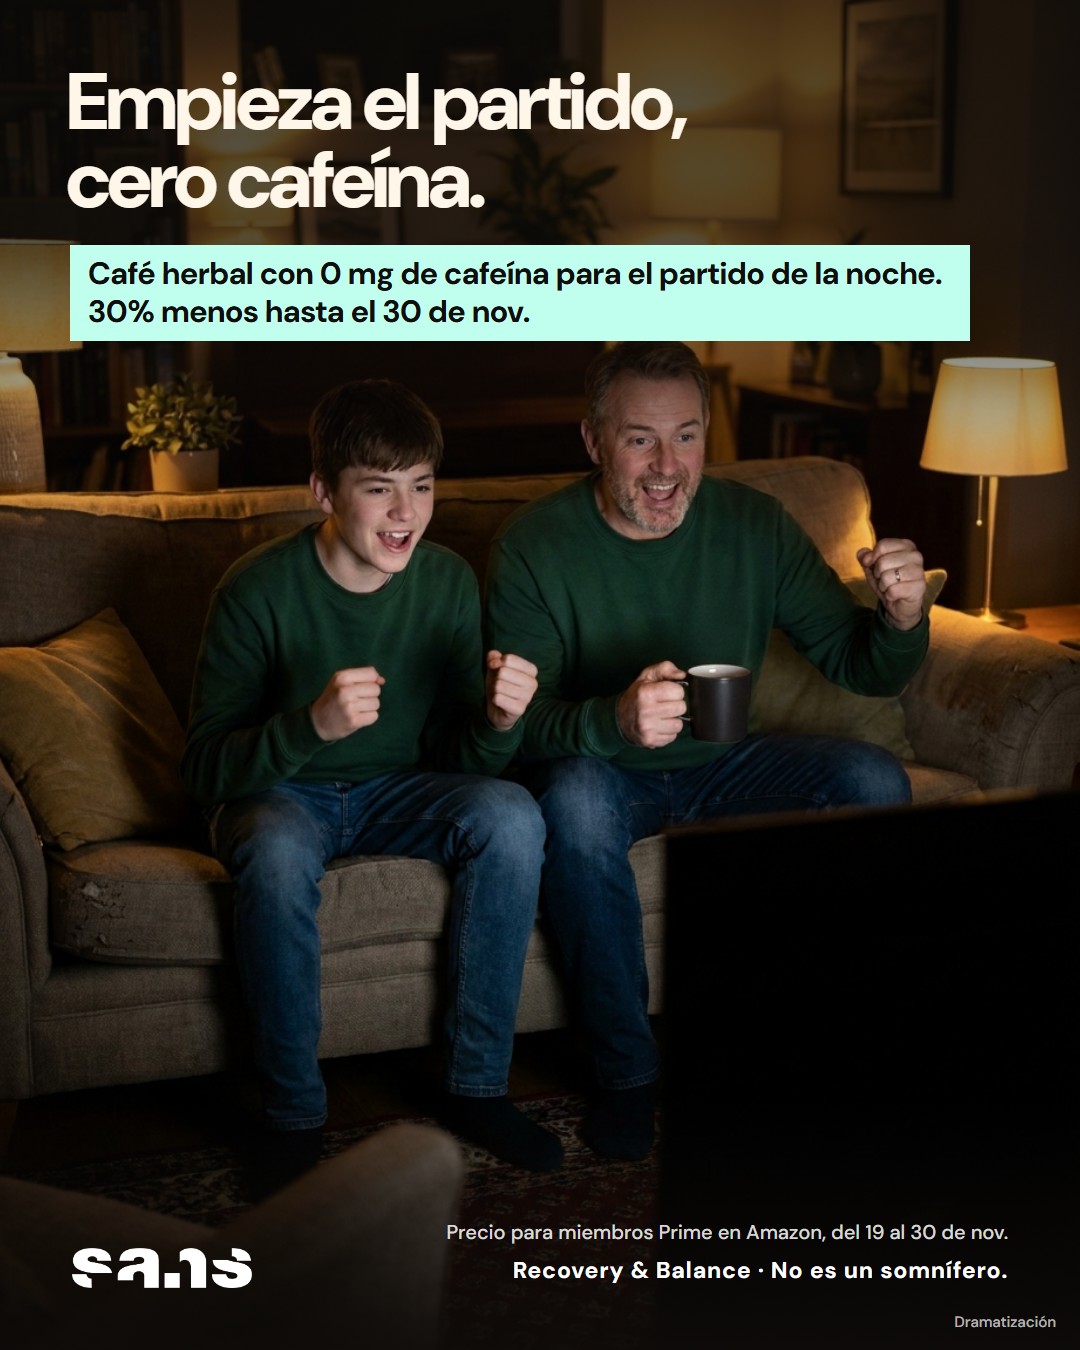 Empieza el partido,
cero cafeína.
Café herbal con 0 mg de cafeína para el partido de la noche.
30% menos hasta el 30 de nov.
Precio para miembros Prime en Amazon, del 19 al 30 de nov.
sans
Recovery & Balance · No es un somnífero.
Dramatización